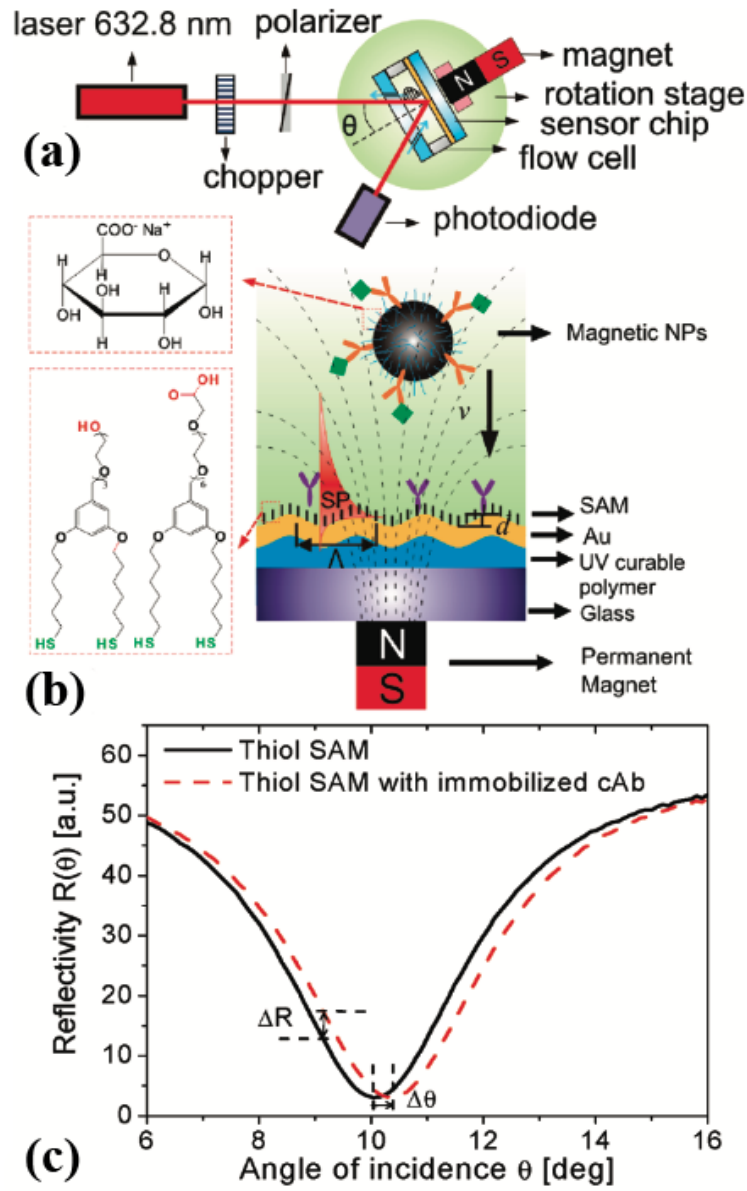 laser 632.8 nm
polarizer
magnet
N S
rotation stage
θ
sensor chip
(a)
flow cell
chopper
photodiode
COO⁻ Na⁺
H
O
H
H
OH
H
OH
H
OH
OH
Magnetic NPs
v
HO
O
3
O
O
O
OH
O
O
6
O
O
HS
HS
HS
HS
SP
d
Λ
SAM
Au
UV curable
polymer
Glass
N
S
Permanent
Magnet
(b)
Thiol SAM
Thiol SAM with immobilized cAb
Reflectivity R(θ) [a.u.]
60
50
40
30
20
10
0
ΔR
Δθ
6 8 10 12 14 16
Angle of incidence θ [deg]
(c)